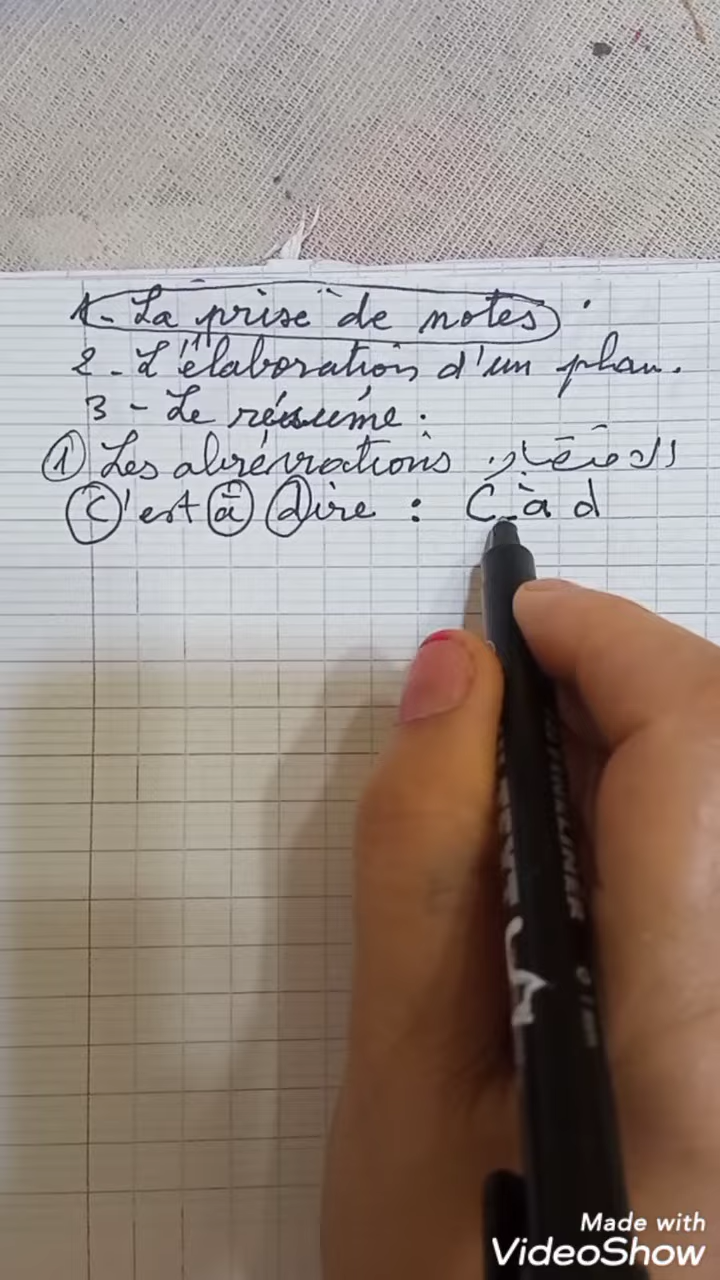 1- La prise de notes.
2- L'élaboration d'un plan.
3- Le résumé.
① Les abréviations الاختصارات
C'est à Dire : C-à d
Made with
VideoShow